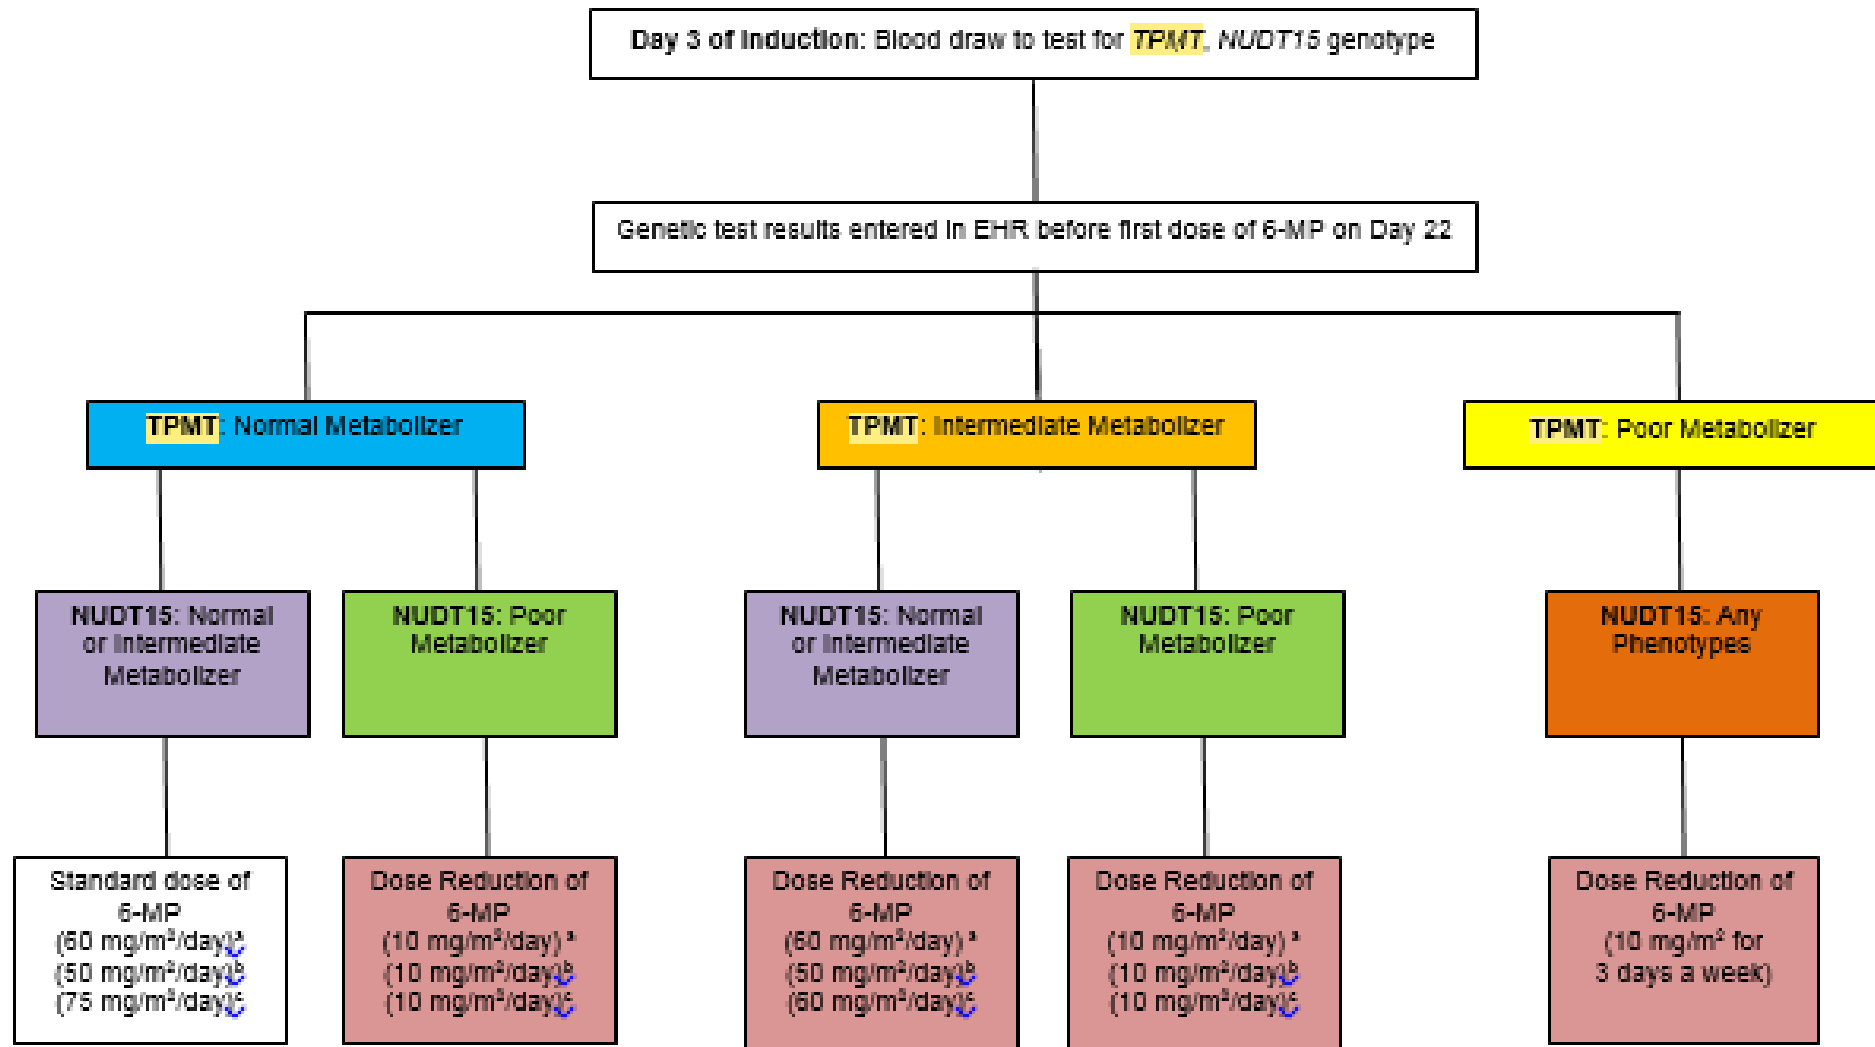 Day 3 of Induction: Blood draw to test for TPMT, NUDT15 genotype
Genetic test results entered in EHR before first dose of 6-MP on Day 22
TPMT: Normal Metabolizer
TPMT: Intermediate Metabolizer
TPMT: Poor Metabolizer
NUDT15: Normal
or Intermediate
Metabolizer
NUDT15: Poor
Metabolizer
NUDT15: Normal
or Intermediate
Metabolizer
NUDT15: Poor
Metabolizer
NUDT15: Any
Phenotypes
Standard dose of
6-MP
(60 mg/m²/day)ᵃ
(50 mg/m²/day)ᵇ
(75 mg/m²/day)ᶜ
Dose Reduction of
6-MP
(10 mg/m²/day) ᵃ
(10 mg/m²/day)ᵇ
(10 mg/m²/day)ᶜ
Dose Reduction of
6-MP
(60 mg/m²/day) ᵃ
(50 mg/m²/day)ᵇ
(60 mg/m²/day)ᶜ
Dose Reduction of
6-MP
(10 mg/m²/day) ᵃ
(10 mg/m²/day)ᵇ
(10 mg/m²/day)ᶜ
Dose Reduction of
6-MP
(10 mg/m² for
3 days a week)